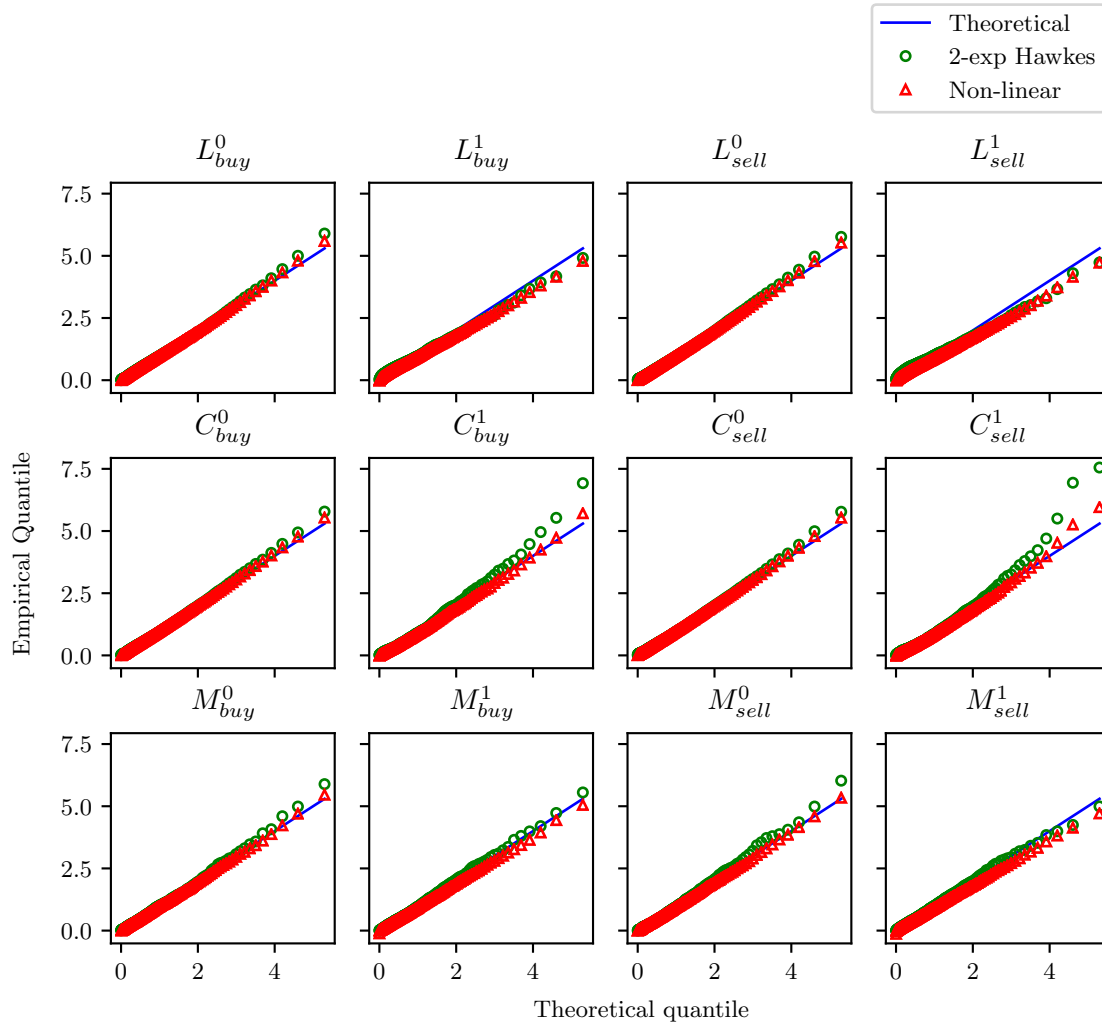 Theoretical
2-exp Hawkes
Non-linear
$L^0_{buy}$ $L^1_{buy}$ $L^0_{sell}$ $L^1_{sell}$
7.5
5.0
2.5
0.0
$C^0_{buy}$ $C^1_{buy}$ $C^0_{sell}$ $C^1_{sell}$
7.5
5.0
2.5
0.0
Empirical Quantile
$M^0_{buy}$ $M^1_{buy}$ $M^0_{sell}$ $M^1_{sell}$
7.5
5.0
2.5
0.0
0 2 4 0 2 4 0 2 4 0 2 4
Theoretical quantile